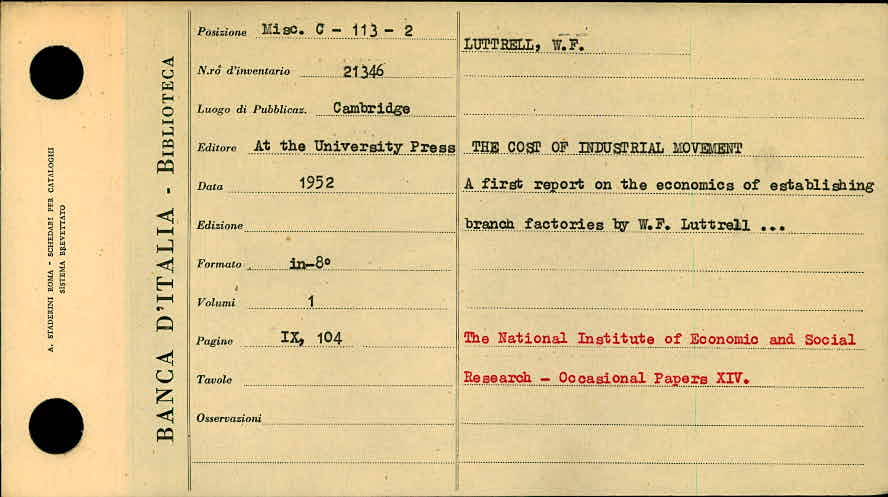 A. STADERINI ROMA - SCHEDARI PER CATALOGHI
SISTEMA BREVETTATO
BANCA D'ITALIA - BIBLIOTECA
Posizione Misc. C - 113 - 2
N.ro d'inventario 21346
Luogo di Pubblicaz. Cambridge
Editore At the University Press
Data 1952
Edizione
Formato in-8°
Volumi 1
Pagine IX, 104
Tavole
Osservazioni
LUTTRELL, W.F.
THE COST OF INDUSTRIAL MOVEMENT
A first report on the economics of establishing
branch factories by W.F. Luttrell ...
The National Institute of Economic and Social
Research - Occasional Papers XIV.